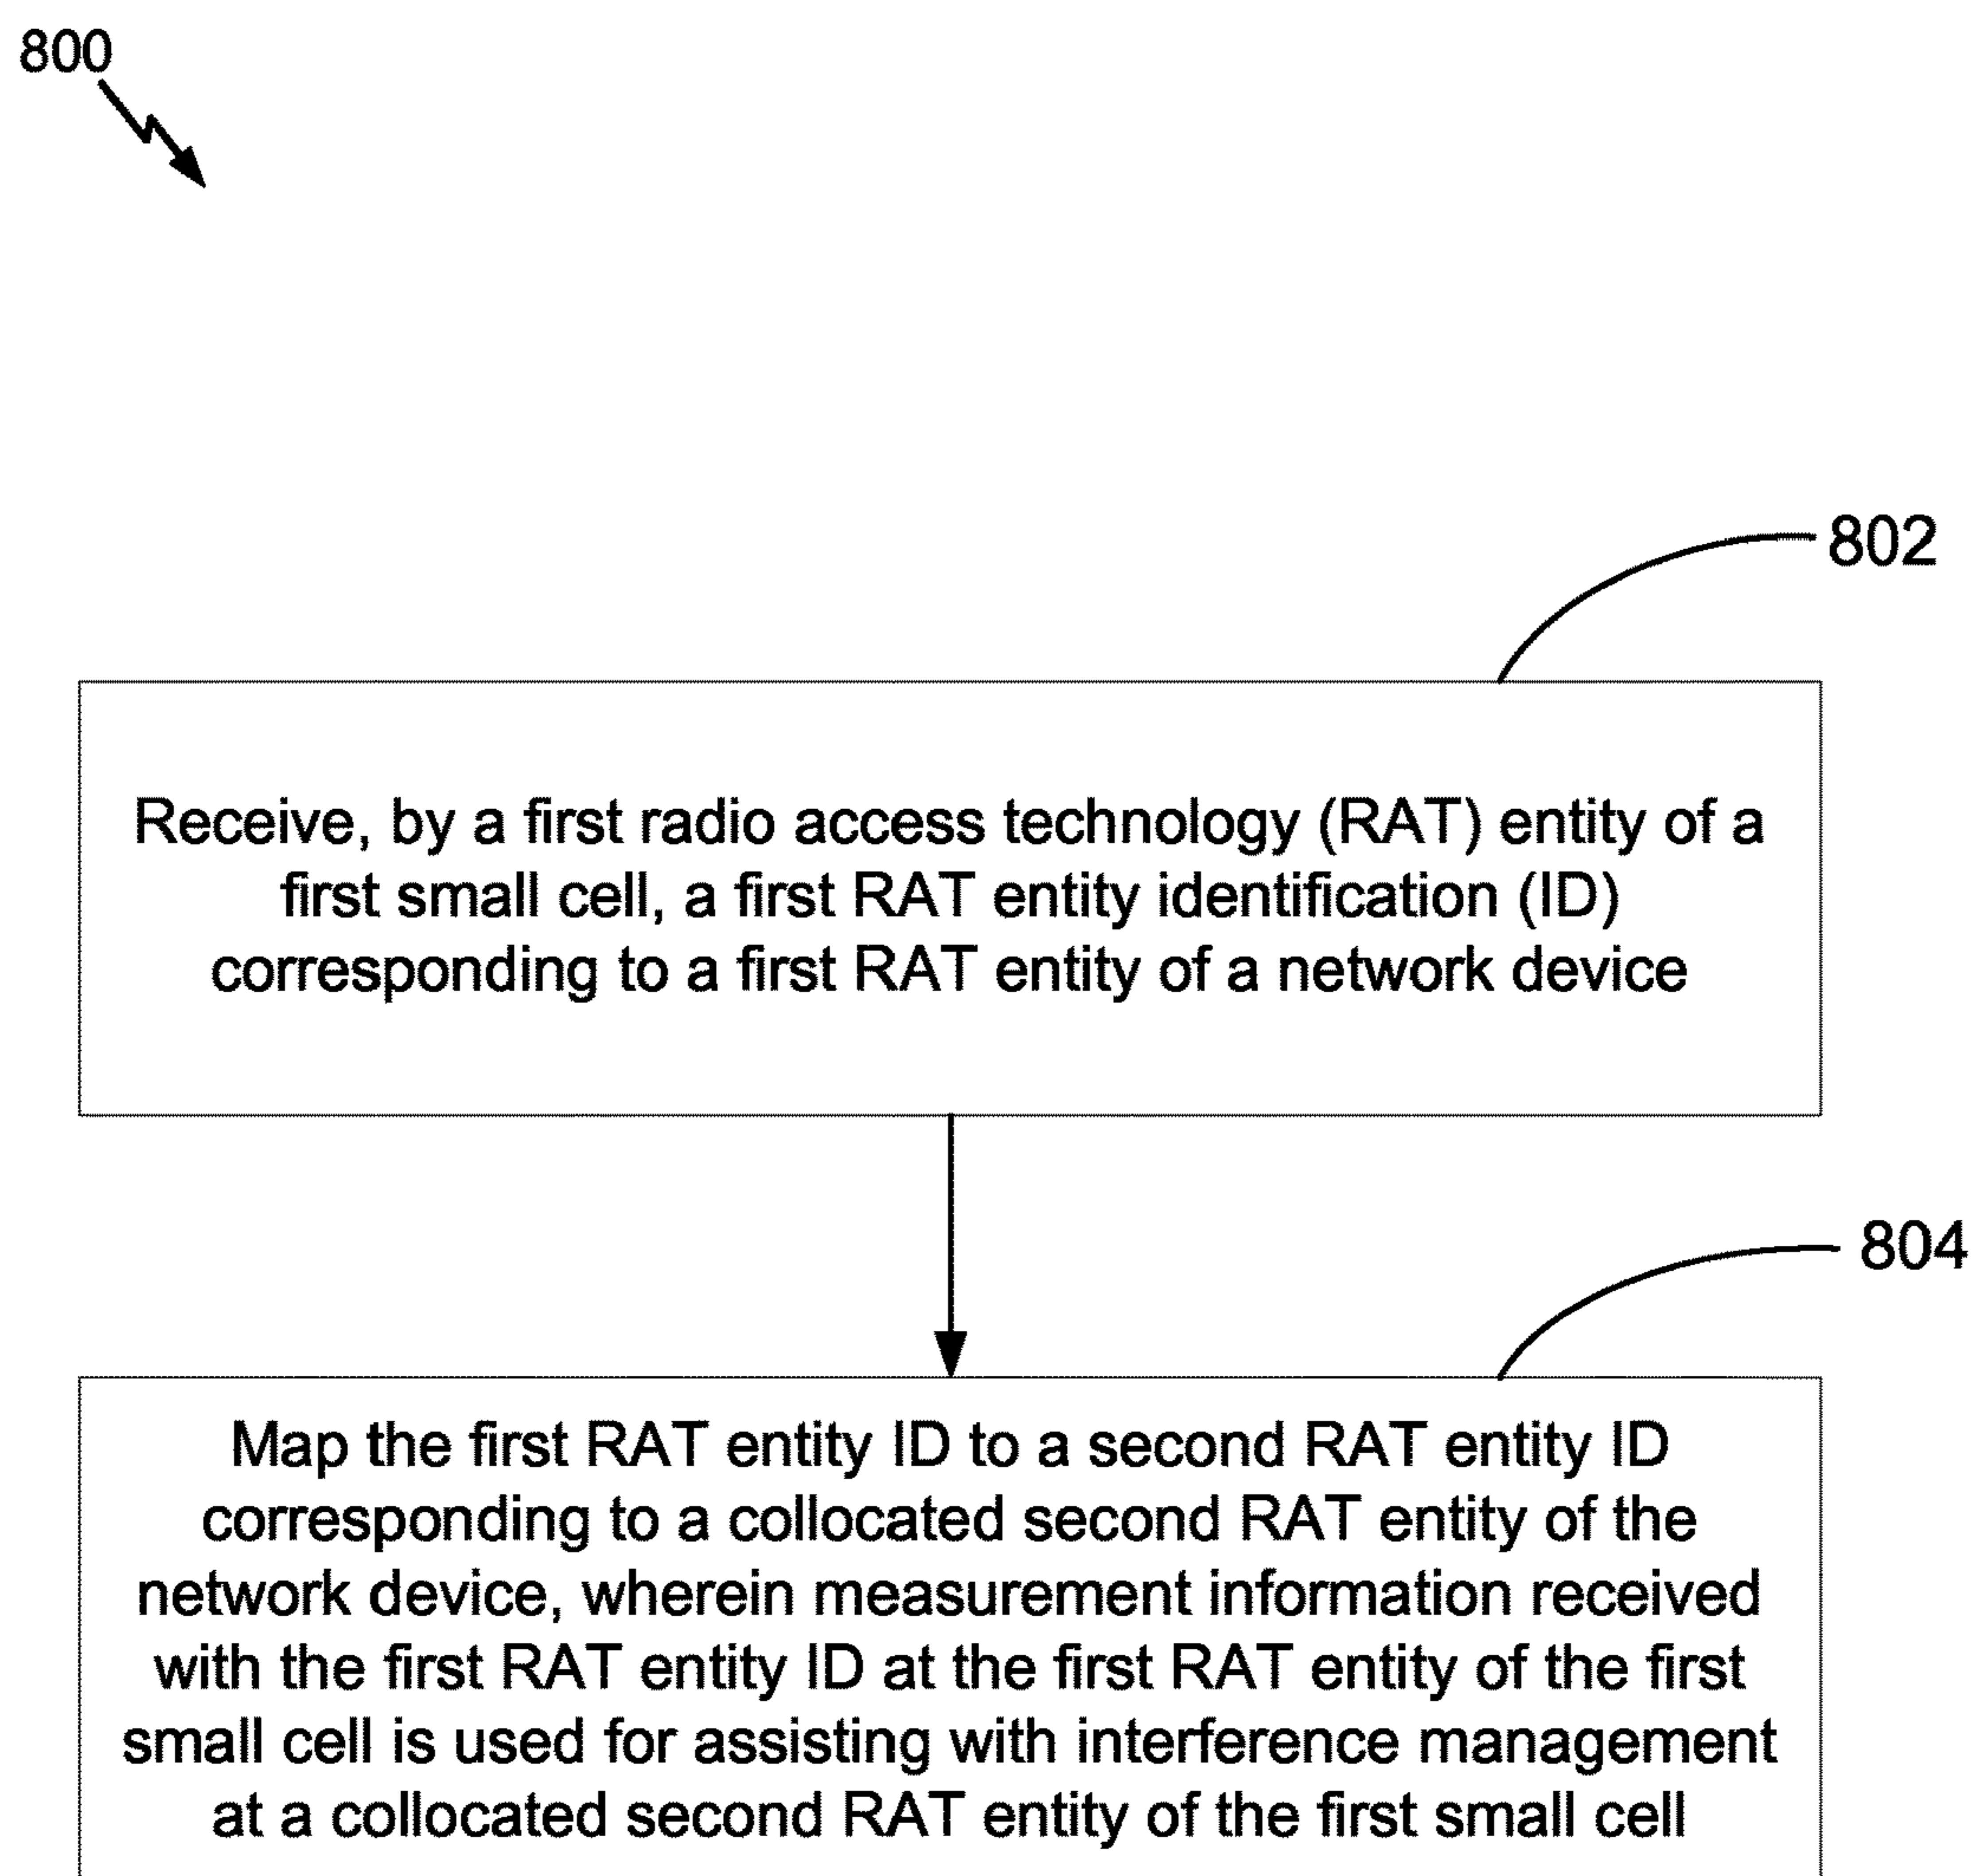 800
802
Receive, by a first radio access technology (RAT) entity of a
first small cell, a first RAT entity identification (ID)
corresponding to a first RAT entity of a network device
804
Map the first RAT entity ID to a second RAT entity ID
corresponding to a collocated second RAT entity of the
network device, wherein measurement information received
with the first RAT entity ID at the first RAT entity of the first
small cell is used for assisting with interference management
at a collocated second RAT entity of the first small cell